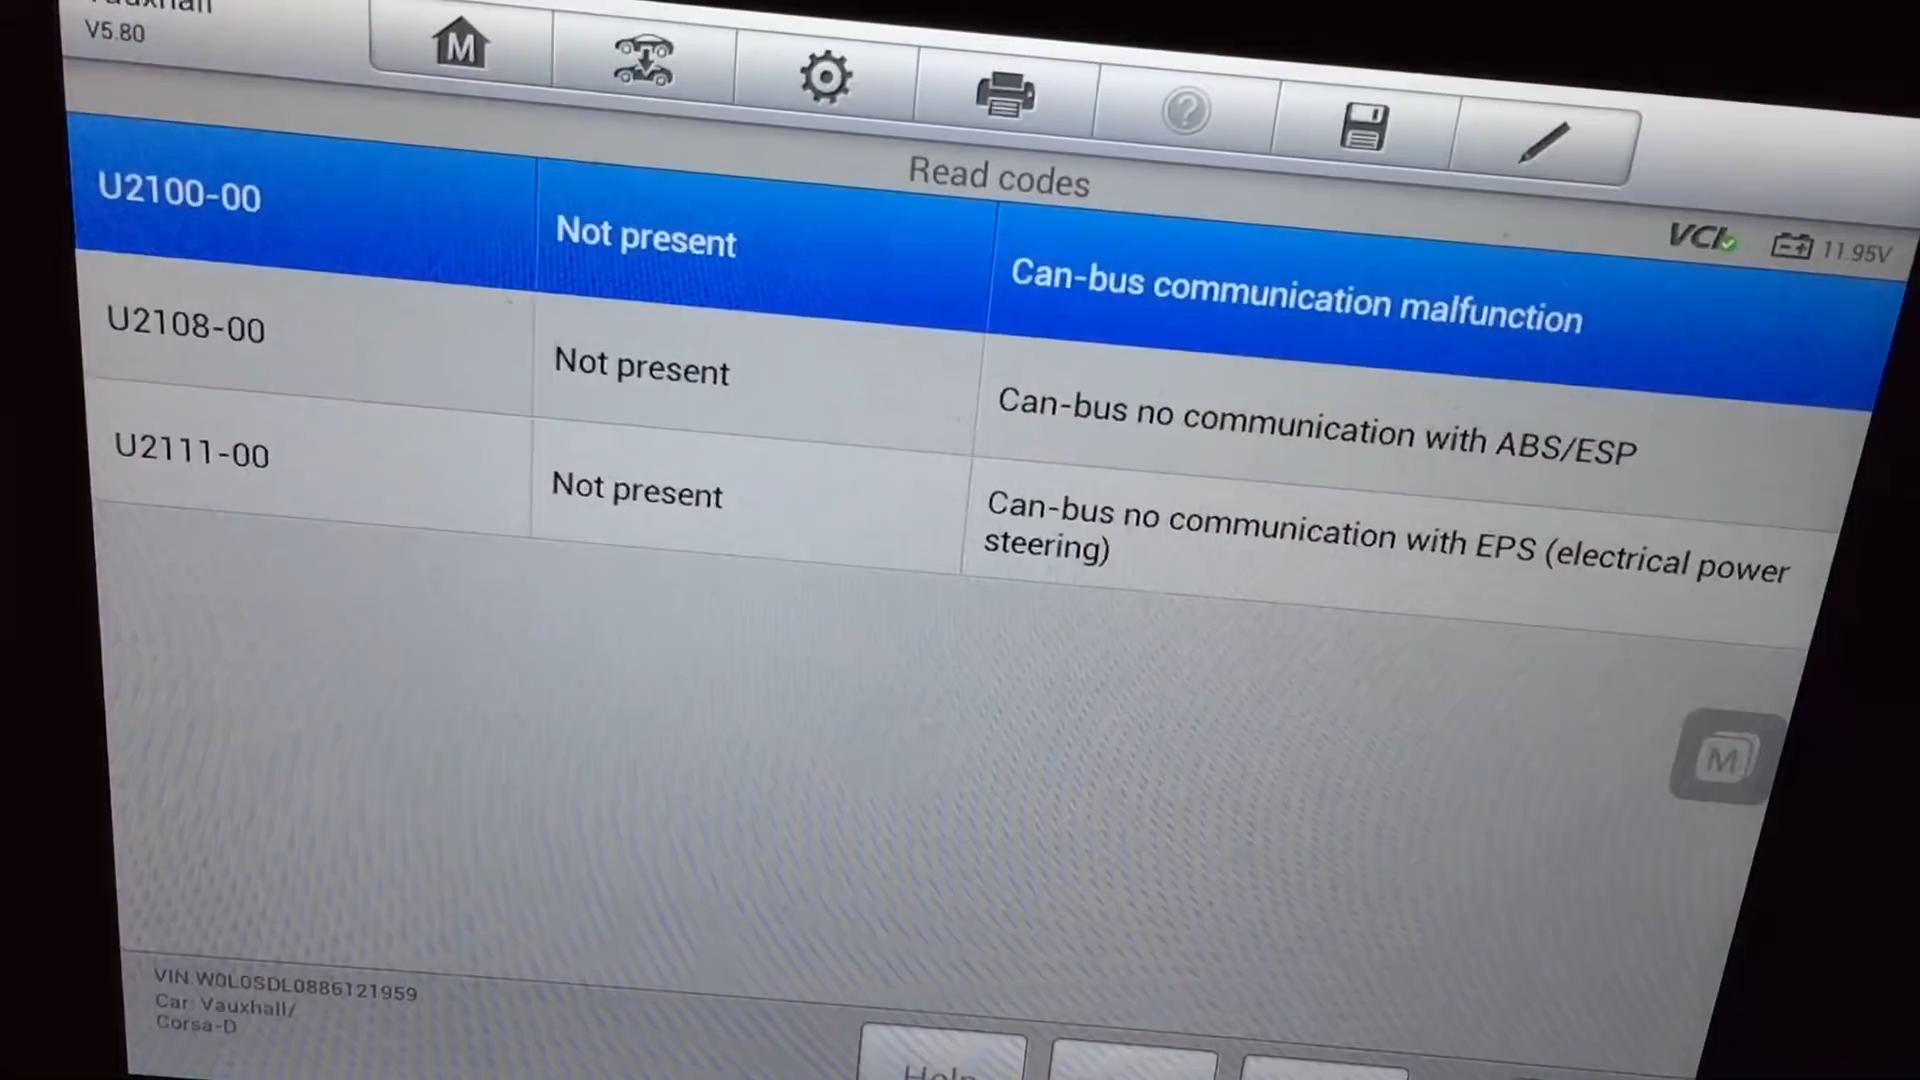 V5.80
M
Read codes
VCI
11.95V
U2100-00
Not present
Can-bus communication malfunction
U2108-00
Not present
Can-bus no communication with ABS/ESP
U2111-00
Not present
Can-bus no communication with EPS (electrical power
steering)
M
VIN:W0L0SDL0886121959
Car: Vauxhall/
Corsa-D
Help